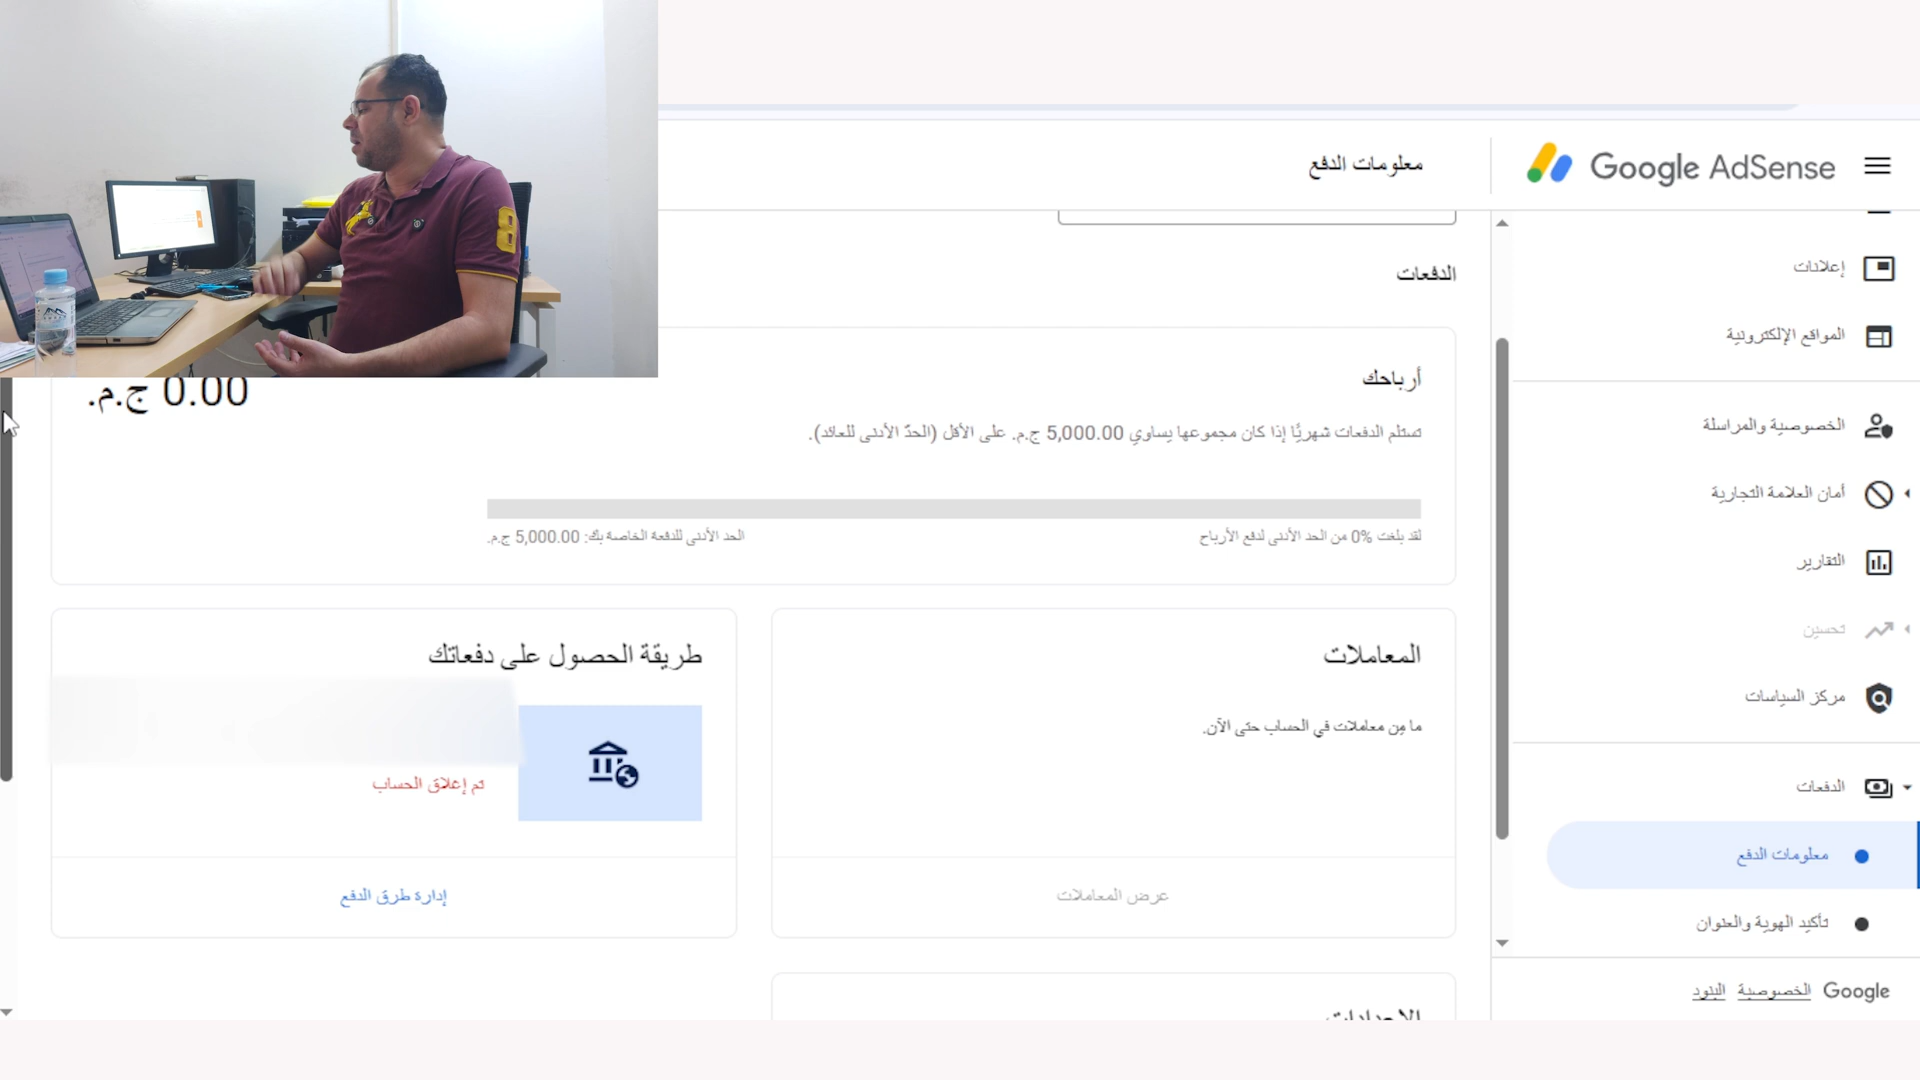 Google AdSense
معلومات الدفع
إعلانات
المواقع الإلكترونية
الخصوصية والمراسلة
أمان العلامة التجارية
التقارير
تحسين
مركز السياسات
الدفعات
معلومات الدفع
تأكيد الهوية والعنوان
Google الخصوصية البنود
الدفعات
أرباحك
0.00 ج.م.
تستلم الدفعات شهريًا إذا كان مجموعها يساوي 5,000.00 ج.م. على الأقل (الحدّ الأدنى للعائد).
لقد بلغت 0% من الحد الأدنى لدفع الأرباح
الحد الأدنى للدفعة الخاصة بك: 5,000.00 ج.م.
المعاملات
ما مِن معاملات في الحساب حتى الآن.
عرض المعاملات
طريقة الحصول على دفعاتك
تم إغلاق الحساب
إدارة طرق الدفع
8